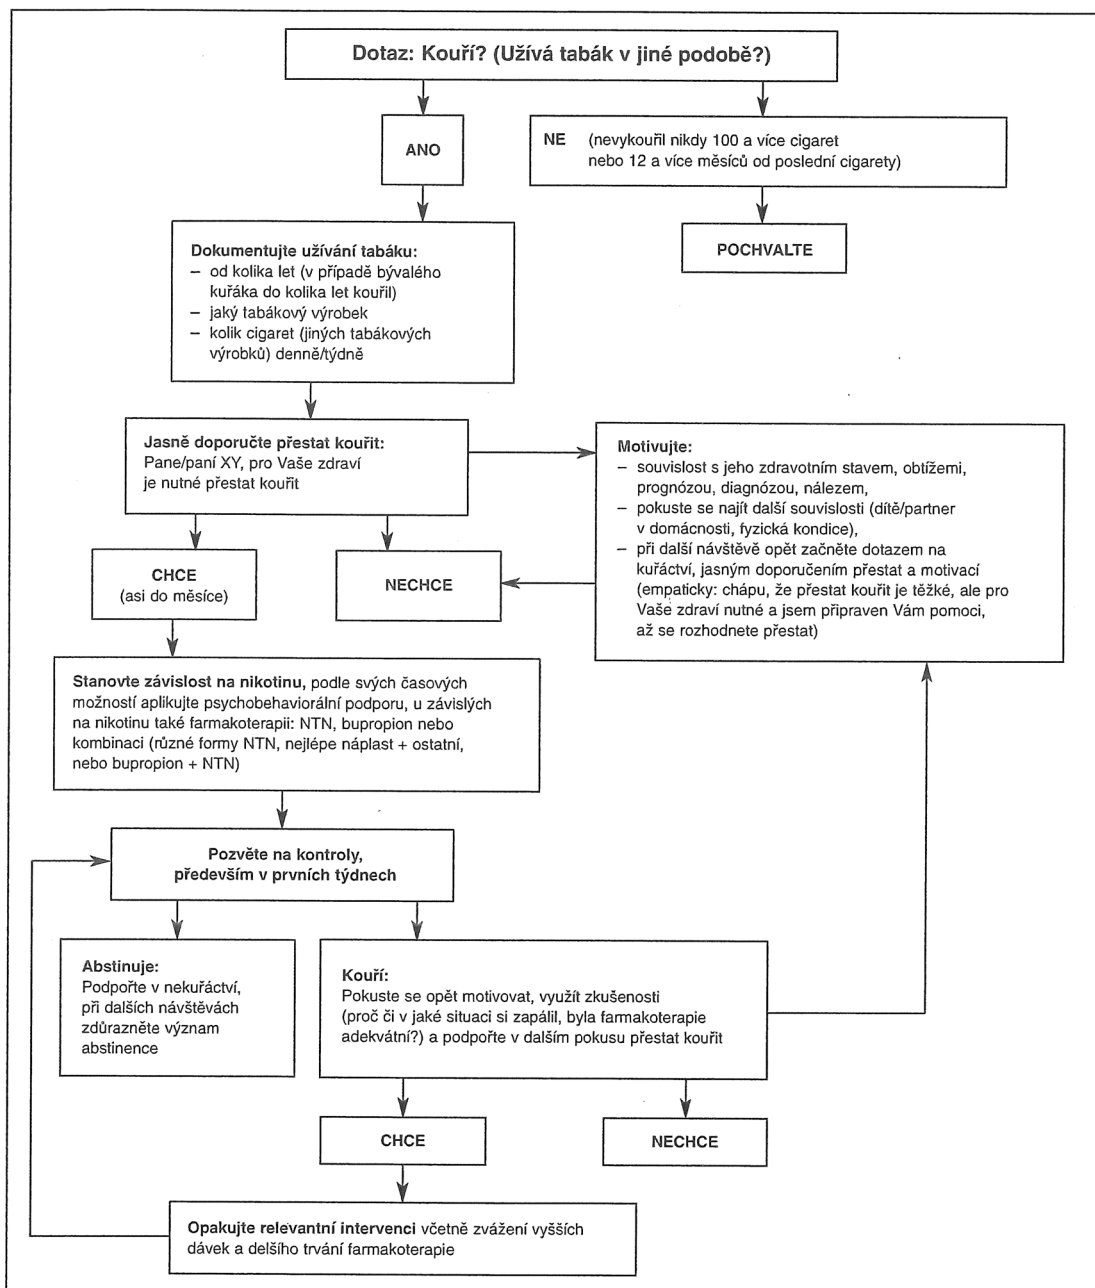 Dotaz: Kouří? (Užívá tabák v jiné podobě?)
ANO
NE (nevykouřil nikdy 100 a více cigaret
nebo 12 a více měsíců od poslední cigarety)
POCHVALTE
Dokumentujte užívání tabáku:
– od kolika let (v případě bývalého
kuřáka do kolika let kouřil)
– jaký tabákový výrobek
– kolik cigaret (jiných tabákových
výrobků) denně/týdně
Jasně doporučte přestat kouřit:
Pane/paní XY, pro Vaše zdraví
je nutné přestat kouřit
Motivujte:
– souvislost s jeho zdravotním stavem, obtížemi,
prognózou, diagnózou, nálezem,
– pokuste se najít další souvislosti (dítě/partner
v domácnosti, fyzická kondice),
– při další návštěvě opět začněte dotazem na
kuřáctví, jasným doporučením přestat a motivací
(empaticky: chápu, že přestat kouřit je těžké, ale pro
Vaše zdraví nutné a jsem připraven Vám pomoci,
až se rozhodnete přestat)
CHCE
(asi do měsíce)
NECHCE
Stanovte závislost na nikotinu, podle svých časových
možností aplikujte psychobehaviorální podporu, u závislých
na nikotinu také farmakoterapii: NTN, bupropion nebo
kombinaci (různé formy NTN, nejlépe náplast + ostatní,
nebo bupropion + NTN)
Pozvěte na kontroly,
především v prvních týdnech
Abstinuje:
Podpořte v nekuřáctví,
při dalších návštěvách
zdůrazněte význam
abstinence
Kouří:
Pokuste se opět motivovat, využít zkušenosti
(proč či v jaké situaci si zapálil, byla farmakoterapie
adekvátní?) a podpořte v dalším pokusu přestat kouřit
CHCE
NECHCE
Opakujte relevantní intervenci včetně zvážení vyšších
dávek a delšího trvání farmakoterapie